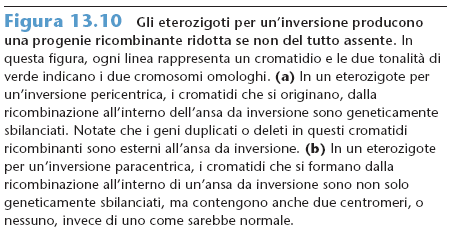 Figura 13.10 Gli eterozigoti per un'inversione producono
una progenie ricombinante ridotta se non del tutto assente. In
questa figura, ogni linea rappresenta un cromatidio e le due tonalità di
verde indicano i due cromosomi omologhi. (a) In un eterozigote per
un'inversione pericentrica, i cromatidi che si originano, dalla
ricombinazione all'interno dell'ansa da inversione sono geneticamente
sbilanciati. Notate che i geni duplicati o deleti in questi cromatidi
ricombinanti sono esterni all'ansa da inversione. (b) In un eterozigote
per un'inversione paracentrica, i cromatidi che si formano dalla
ricombinazione all'interno di un'ansa da inversione sono non solo
geneticamente sbilanciati, ma contengono anche due centromeri, o
nessuno, invece di uno come sarebbe normale.